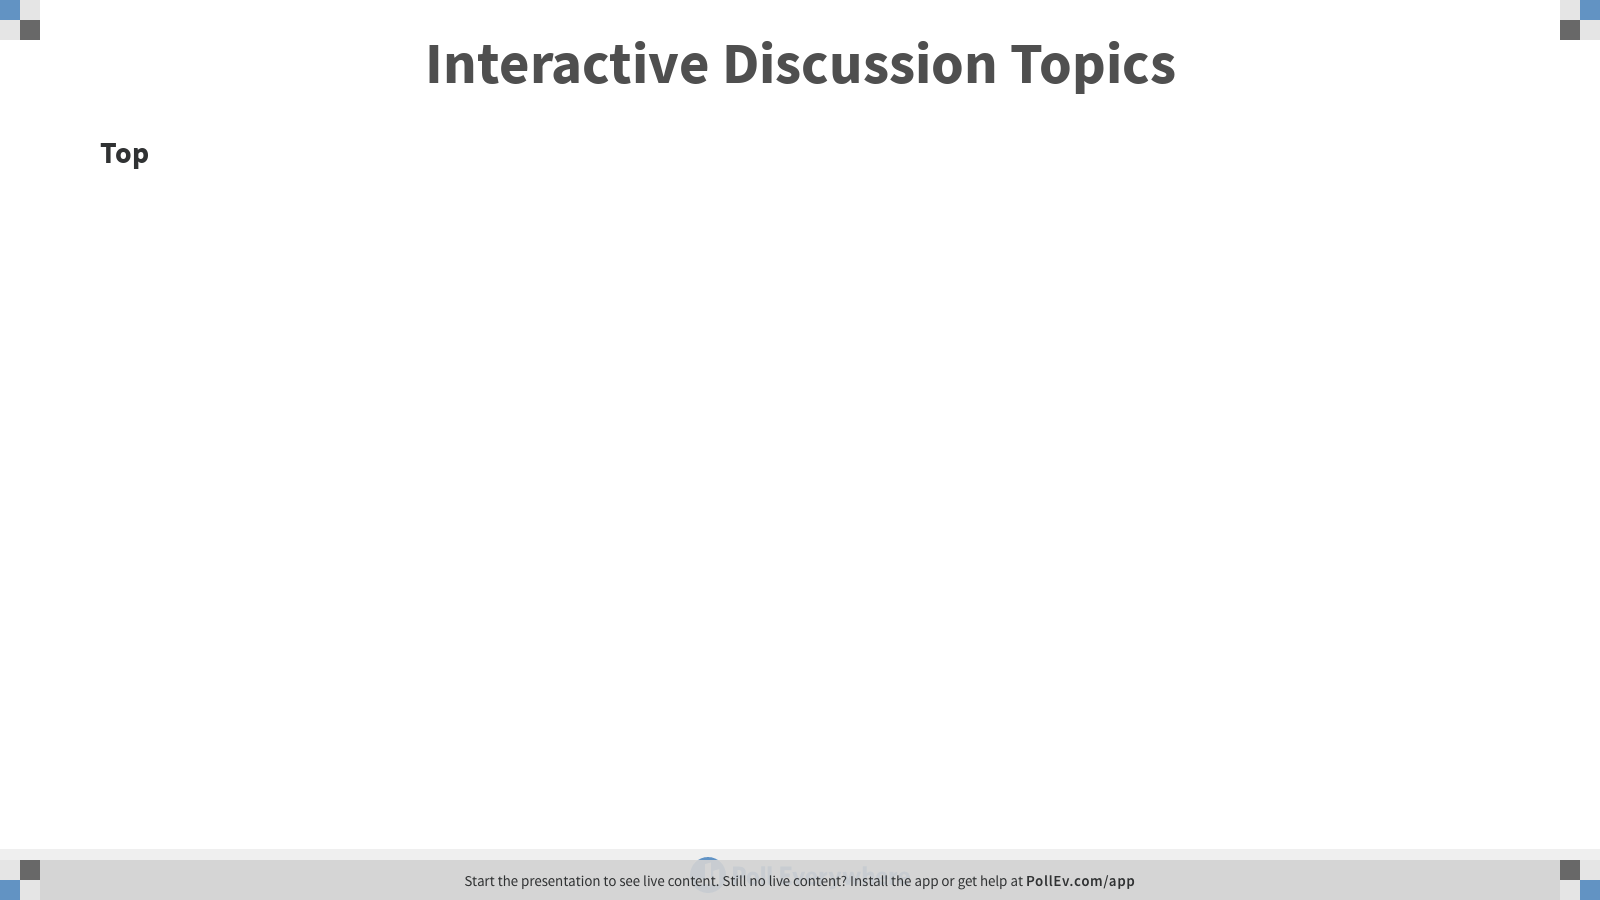 Interactive Discussion Topics
Top
Start the presentation to see live content. Still no live content? Install the app or get help at PollEv.com/app